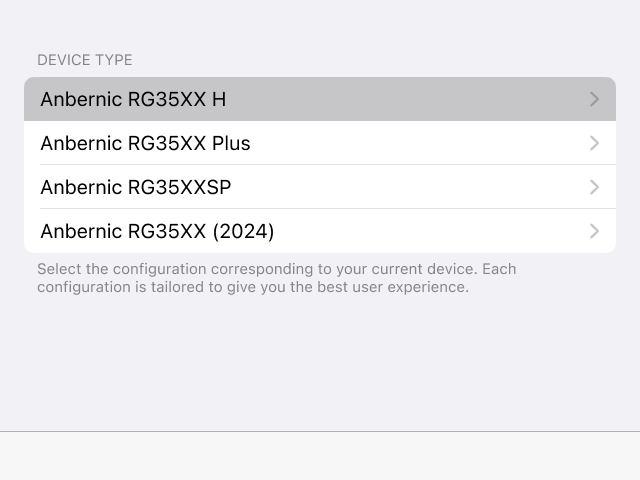 DEVICE TYPE
Anbernic RG35XX H
Anbernic RG35XX Plus
Anbernic RG35XXSP
Anbernic RG35XX (2024)
Select the configuration corresponding to your current device. Each
configuration is tailored to give you the best user experience.